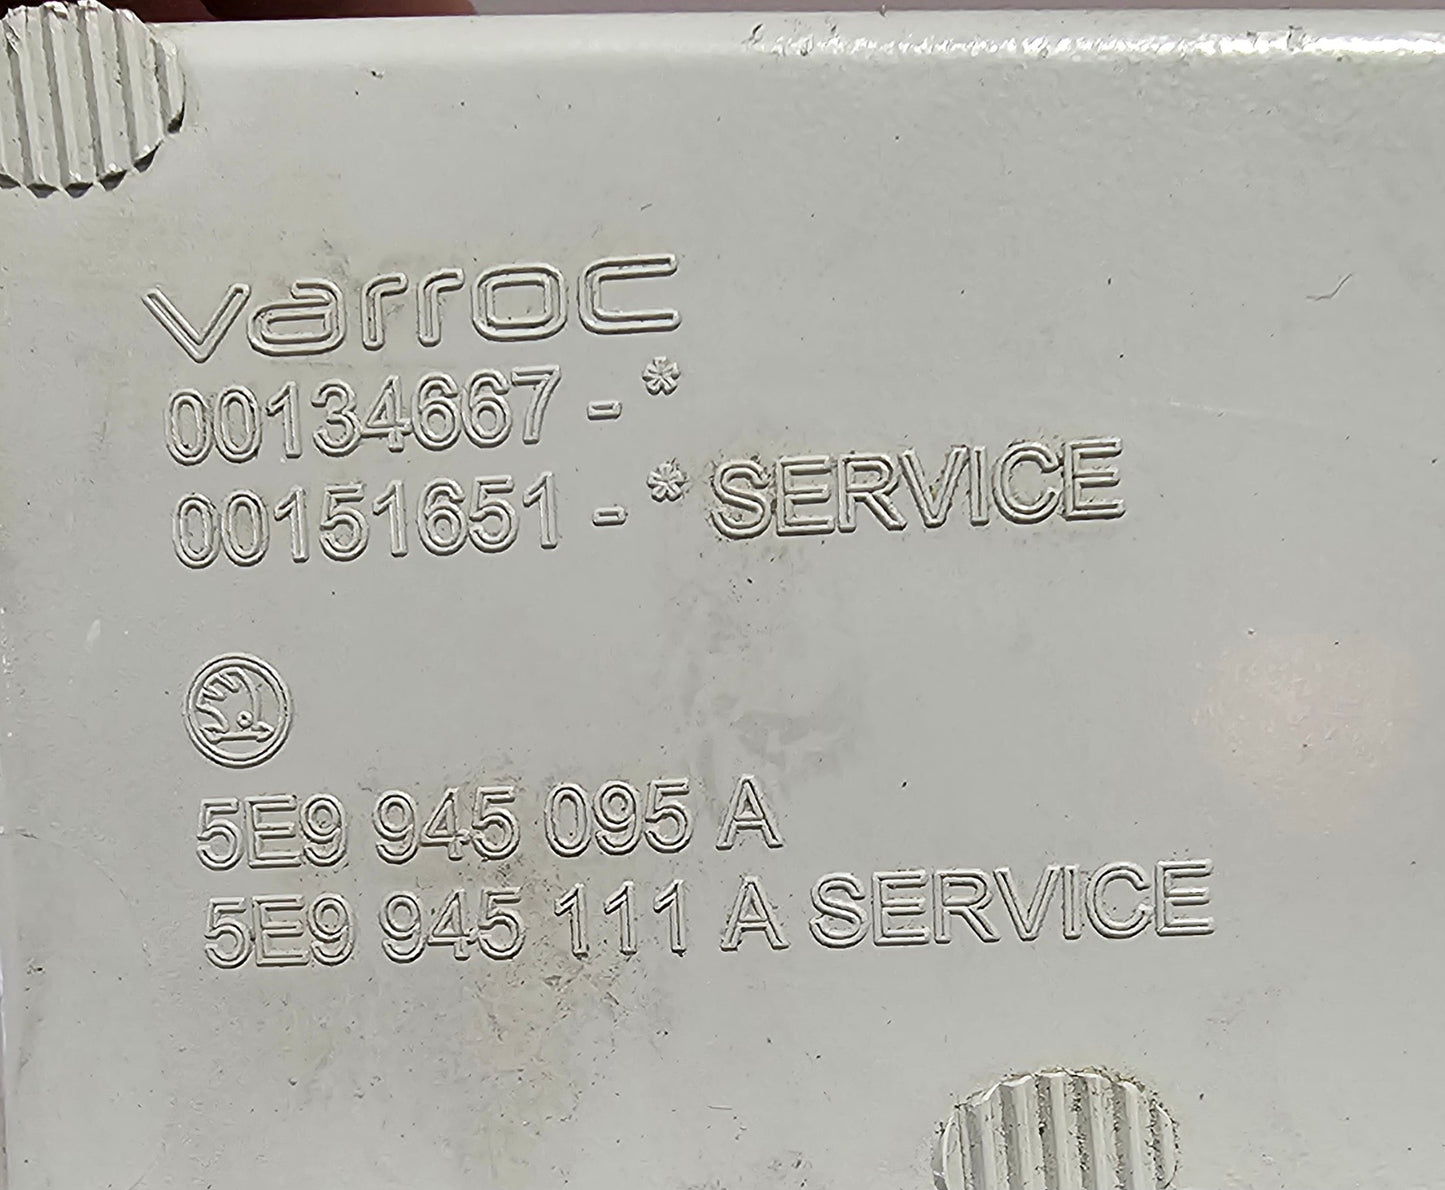 varroc
00134667 - *
00151651 - * SERVICE
5E9 945 095 A
5E9 945 111 A SERVICE